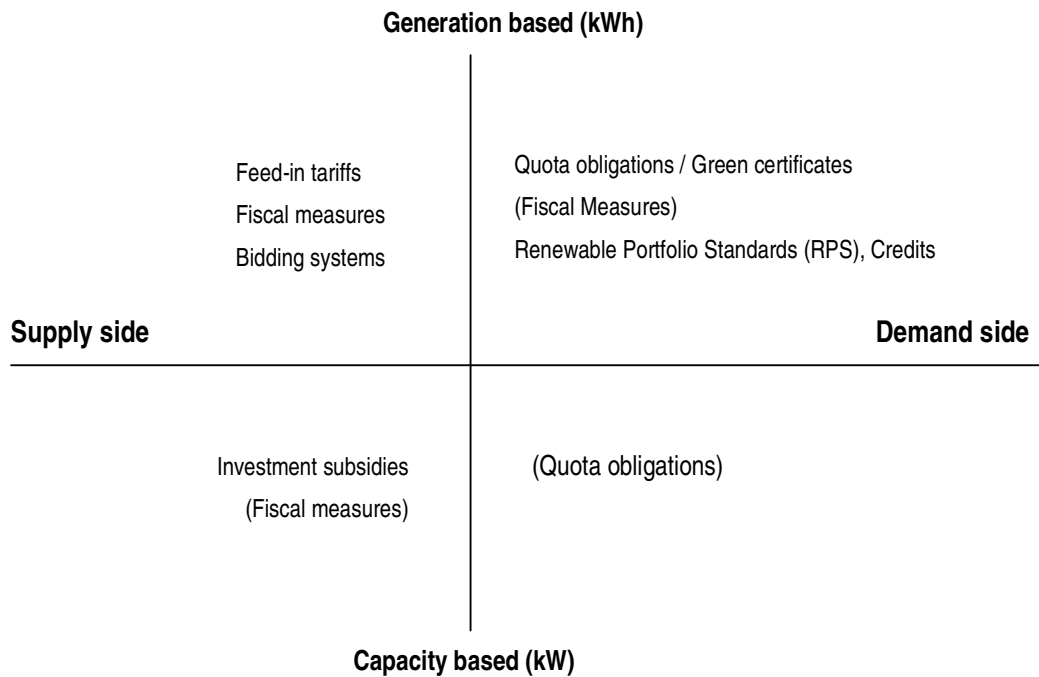 Generation based (kWh)
Feed-in tariffs
Fiscal measures
Bidding systems
Quota obligations / Green certificates
(Fiscal Measures)
Renewable Portfolio Standards (RPS), Credits
Supply side
Demand side
Investment subsidies
(Fiscal measures)
(Quota obligations)
Capacity based (kW)